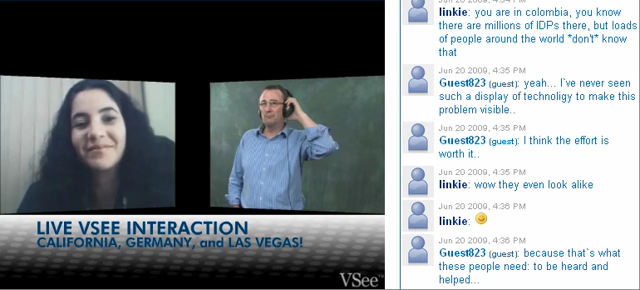 LIVE VSEE INTERACTION
CALIFORNIA, GERMANY, and LAS VEGAS!
VSee
linkie: you are in colombia, you know
there are millions of IDPs there, but loads
of people around the world *don't* know
that
Jun 20 2009, 4:35 PM
Guest823 (guest): yeah... I`ve never seen
such a display of technoligy to make this
problem visible..
Jun 20 2009, 4:35 PM
Guest823 (guest): I think the effort is
worth it..
Jun 20 2009, 4:35 PM
linkie: wow they even look alike
Jun 20 2009, 4:36 PM
linkie:
Jun 20 2009, 4:36 PM
Guest823 (guest): because that`s what
these people need: to be heard and
helped...